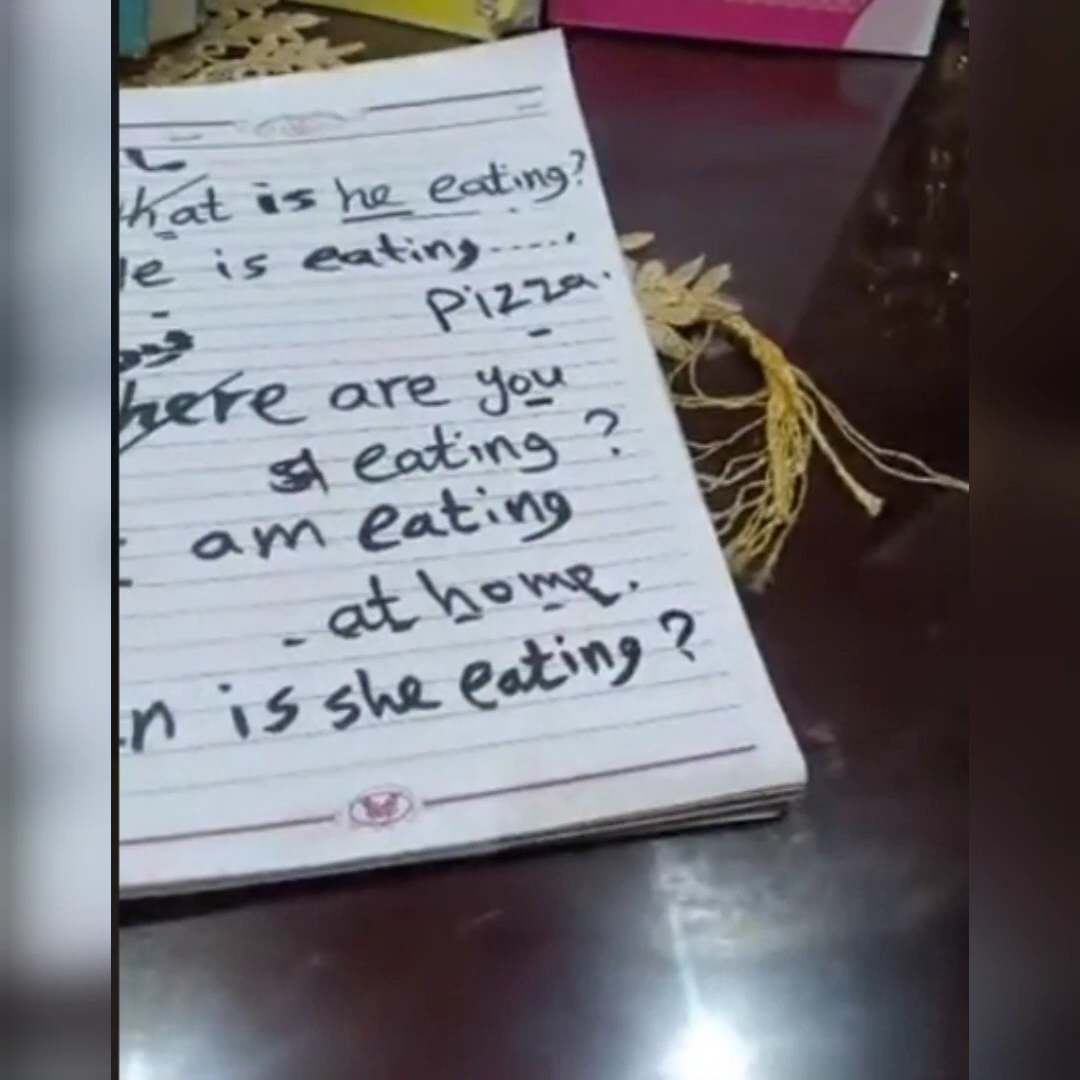 hat is he eating?
e is eating.....
Pizza.
here are you
eating ?
am eating
- at home.
n is she eating ?